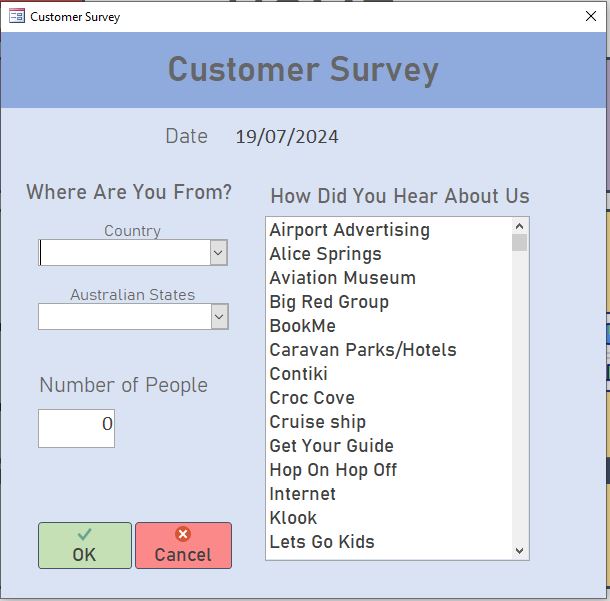 Customer Survey
Customer Survey
Date 19/07/2024
Where Are You From?
Country
Australian States
Number of People
0
How Did You Hear About Us
Airport Advertising
Alice Springs
Aviation Museum
Big Red Group
BookMe
Caravan Parks/Hotels
Contiki
Croc Cove
Cruise ship
Get Your Guide
Hop On Hop Off
Internet
Klook
Lets Go Kids
OK
Cancel